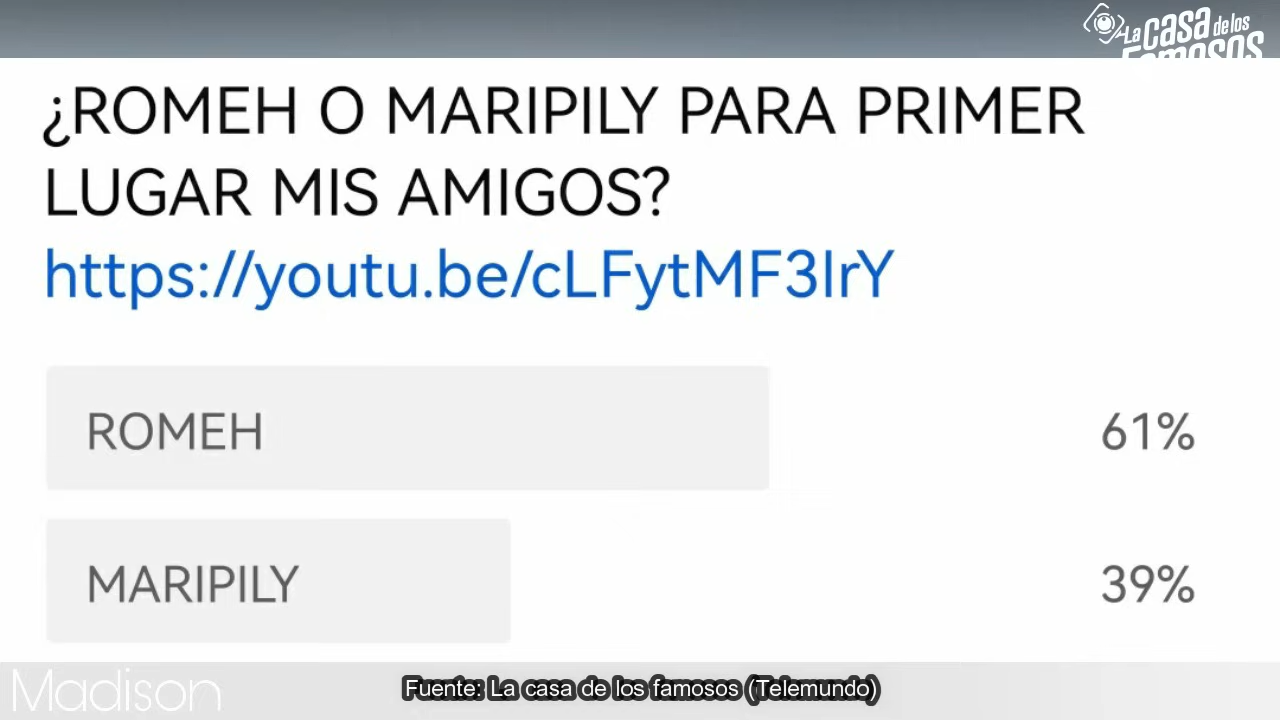 La CASA de los
FAMOSOS
¿ROMEH O MARIPILY PARA PRIMER
LUGAR MIS AMIGOS?
https://youtu.be/cLFytMF3IrY
ROMEH
61%
MARIPILY
39%
Madison
Fuente: La casa de los famosos (Telemundo)